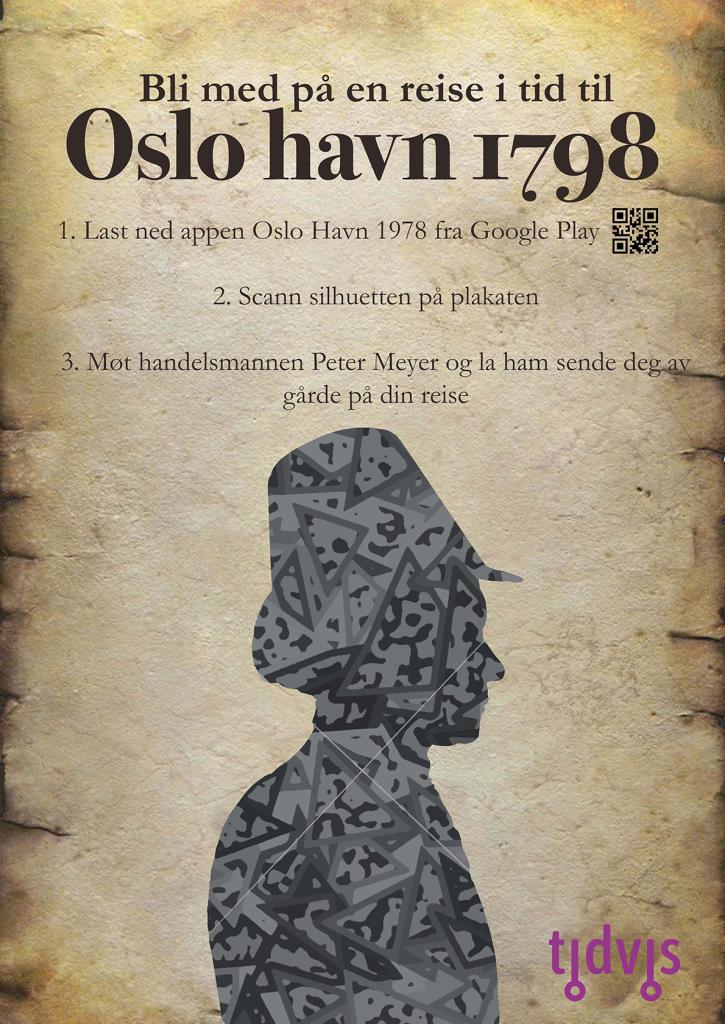 Bli med på en reise i tid til
Oslo havn 1798
1. Last ned appen Oslo Havn 1978 fra Google Play
2. Scann silhuetten på plakaten
3. Møt handelsmannen Peter Meyer og la ham sende deg av
gårde på din reise
tidvis